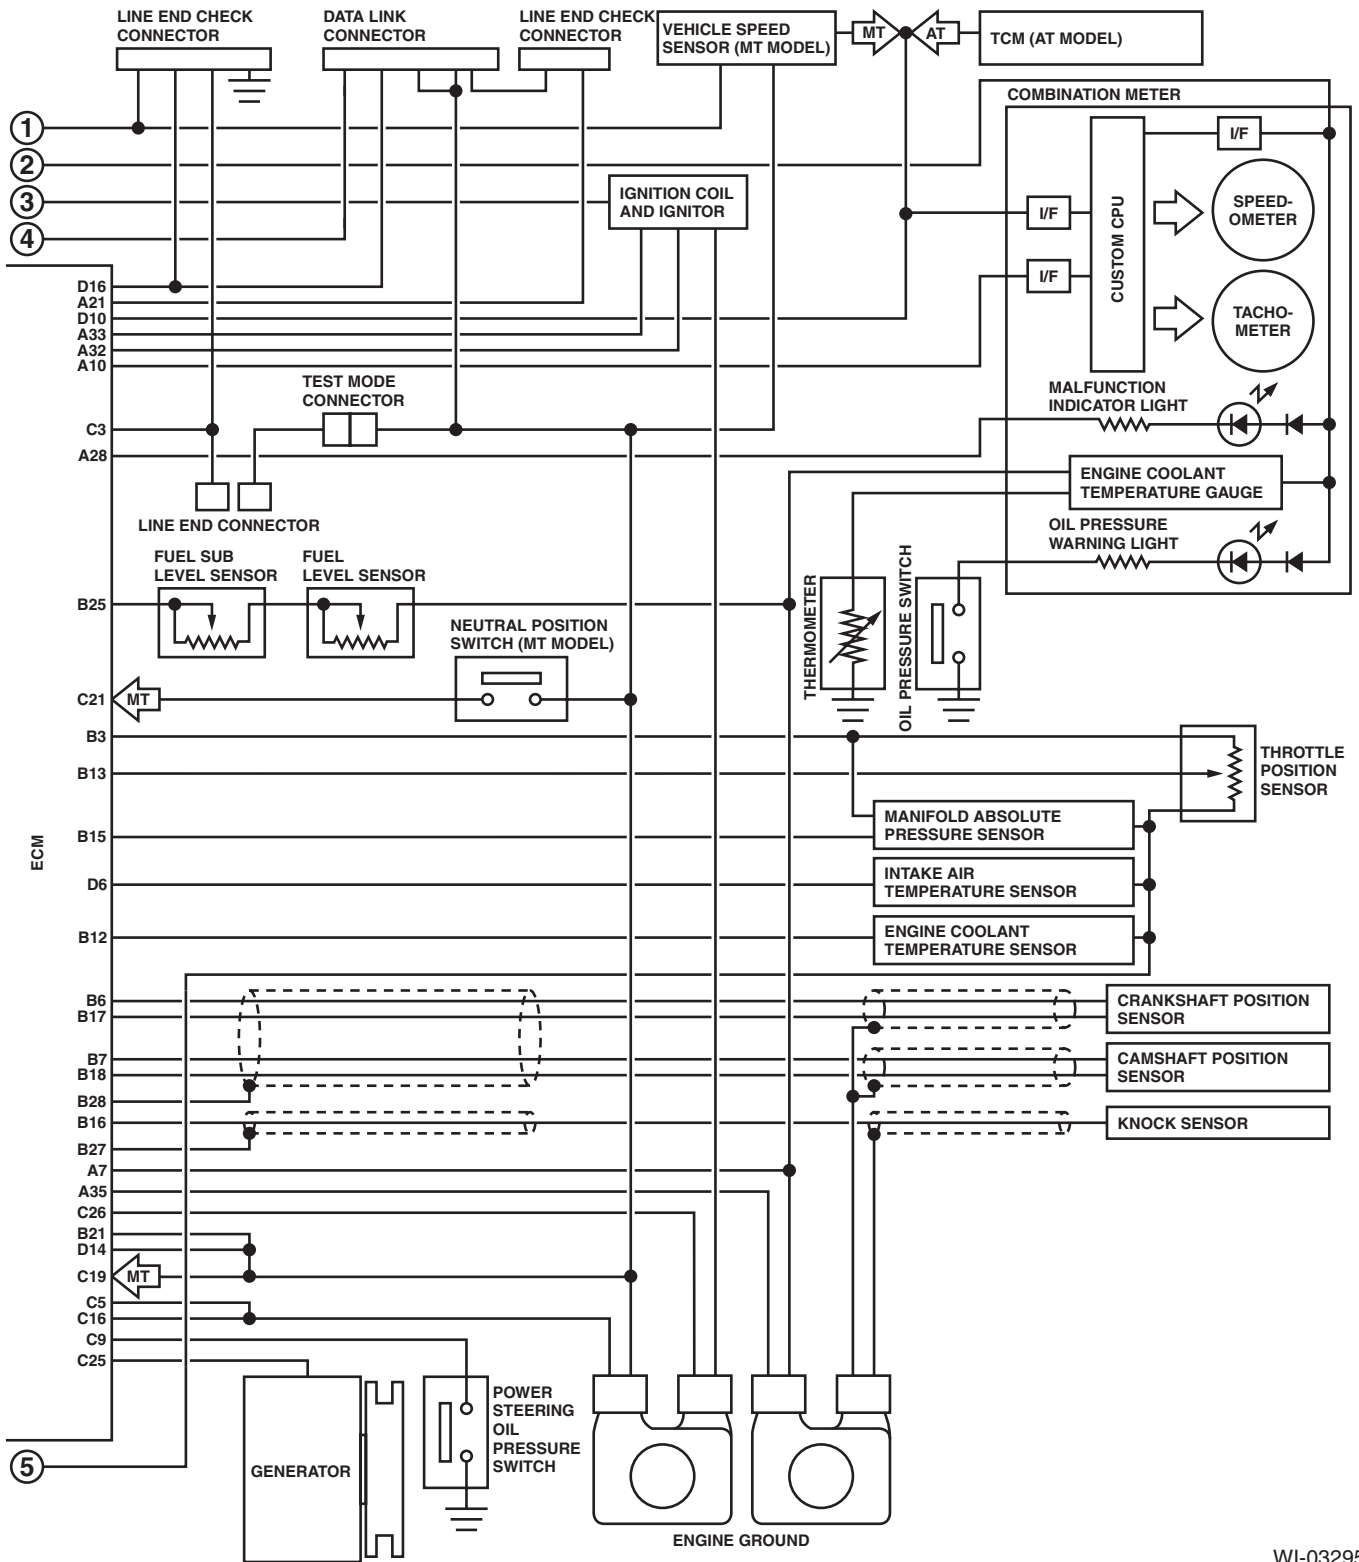 LINE END CHECK
CONNECTOR
DATA LINK
CONNECTOR
LINE END CHECK
CONNECTOR
VEHICLE SPEED
SENSOR (MT MODEL)
MT
AT
TCM (AT MODEL)
COMBINATION METER
1
2
3
4
IGNITION COIL
AND IGNITOR
I/F
I/F
I/F
CUSTOM CPU
SPEED-
OMETER
TACHO-
METER
D16
A21
D10
A33
A32
A10
TEST MODE
CONNECTOR
MALFUNCTION
INDICATOR LIGHT
C3
A28
ENGINE COOLANT
TEMPERATURE GAUGE
LINE END CONNECTOR
OIL PRESSURE
WARNING LIGHT
FUEL SUB
LEVEL SENSOR
FUEL
LEVEL SENSOR
B25
THERMOMETER
OIL PRESSURE SWITCH
NEUTRAL POSITION
SWITCH (MT MODEL)
C21
MT
B3
B13
THROTTLE
POSITION
SENSOR
ECM
B15
MANIFOLD ABSOLUTE
PRESSURE SENSOR
D6
INTAKE AIR
TEMPERATURE SENSOR
B12
ENGINE COOLANT
TEMPERATURE SENSOR
B6
B17
CRANKSHAFT POSITION
SENSOR
B7
B18
CAMSHAFT POSITION
SENSOR
B28
B16
KNOCK SENSOR
B27
A7
A35
C26
B21
D14
C19
MT
C5
C16
C9
C25
5
GENERATOR
POWER
STEERING
OIL
PRESSURE
SWITCH
ENGINE GROUND
WI-03295